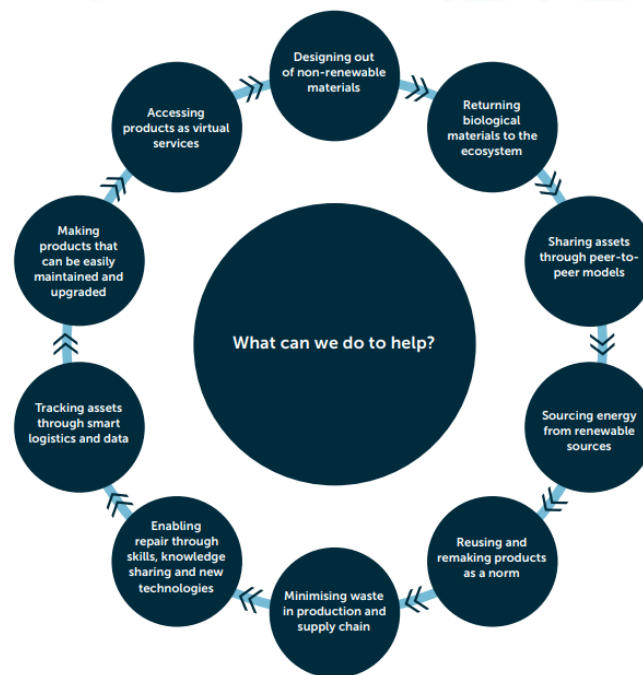 Designing out
of non-renewable
materials
Returning
biological
materials to the
ecosystem
Sharing assets
through peer-to-
peer models
Sourcing energy
from renewable
sources
Reusing and
remaking products
as a norm
Minimising waste
in production and
supply chain
Enabling
repair through
skills, knowledge
sharing and new
technologies
Tracking assets
through smart
logistics and data
Making
products that
can be easily
maintained and
upgraded
Accessing
products as virtual
services
What can we do to help?